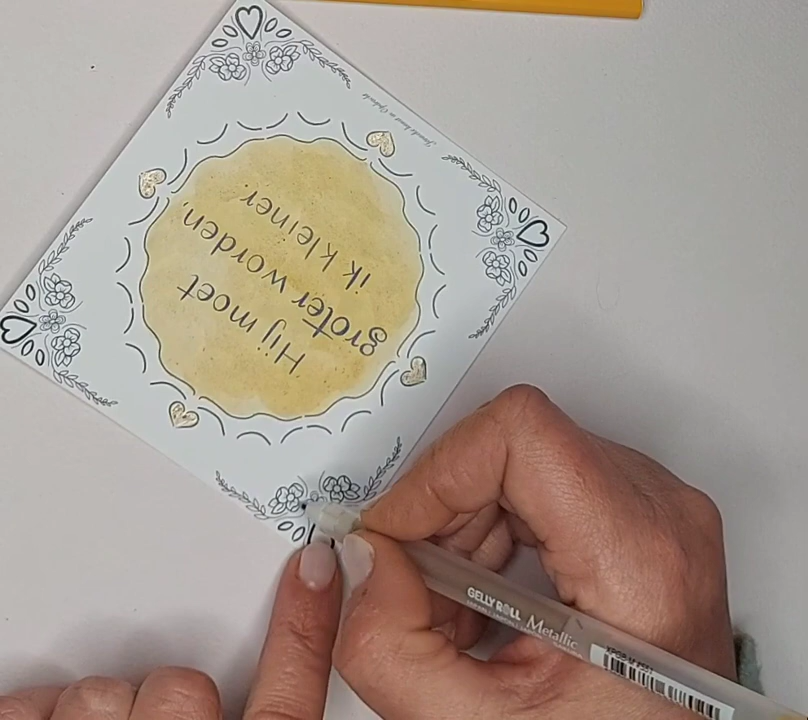 Hij moet
groter worden,
ik kleiner.
GELLY ROLL Metallic